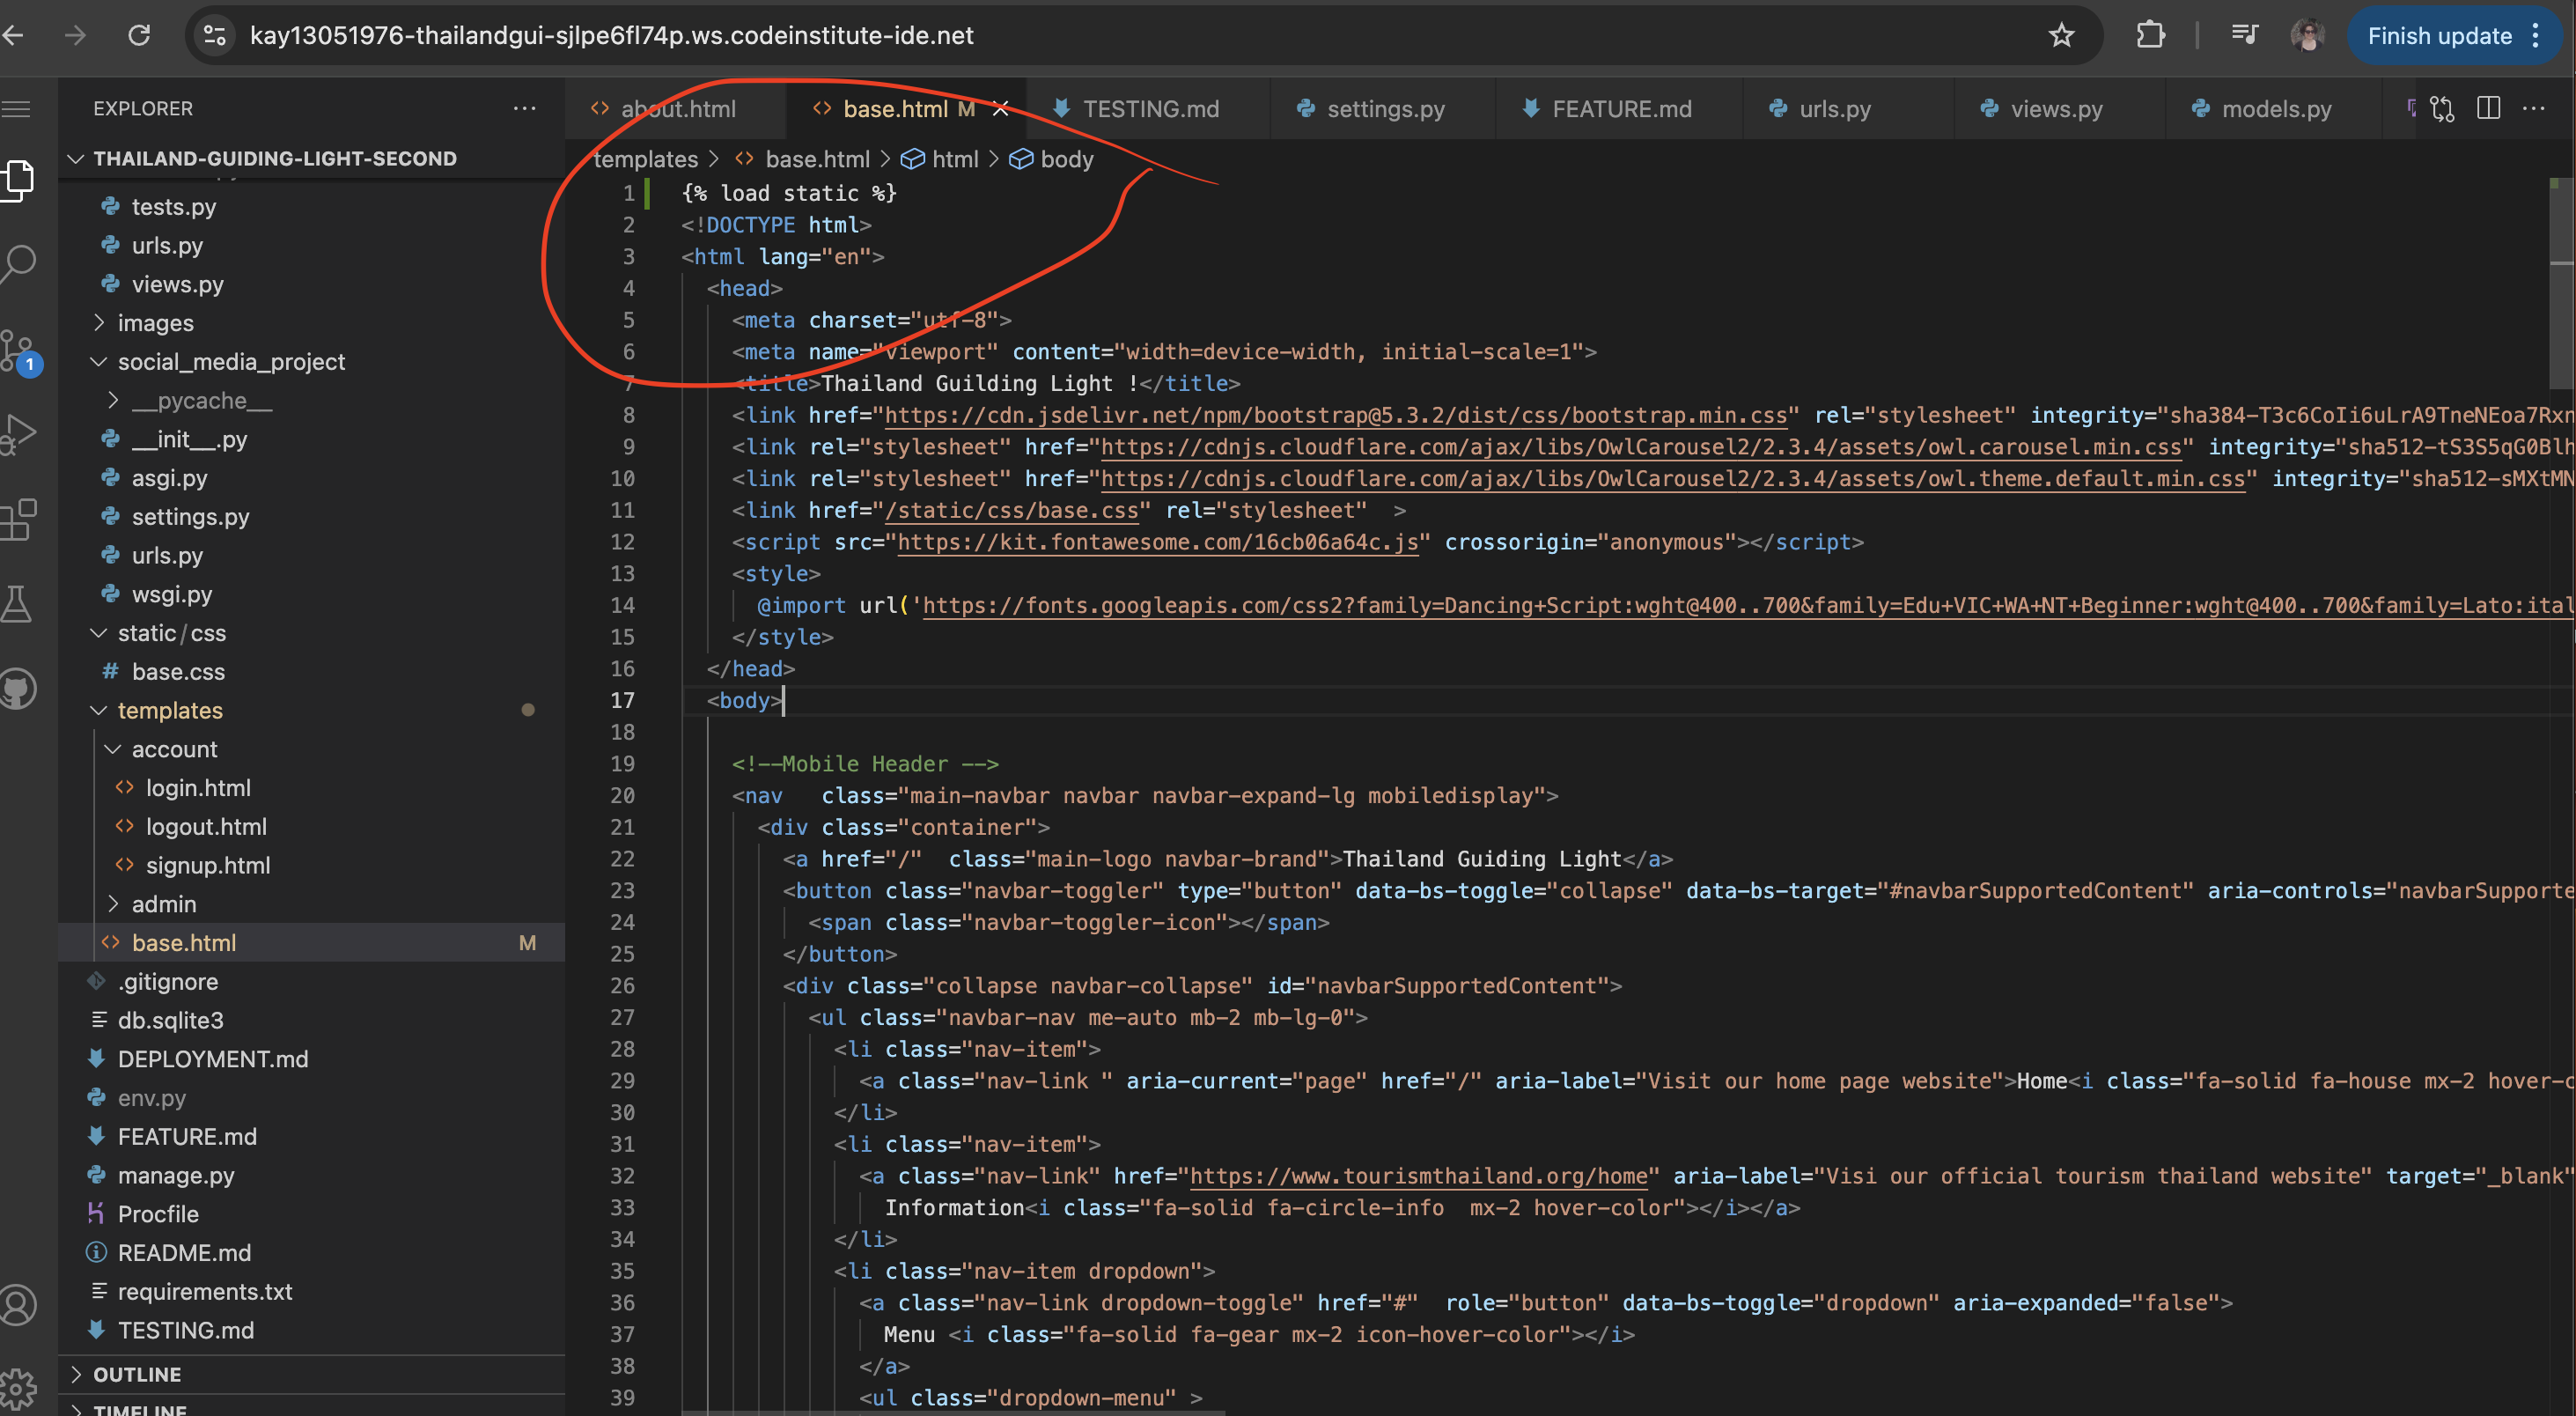 kay13051976-thailandgui-sjlpe6fl74p.ws.codeinstitute-ide.net
Finish update
EXPLORER
about.html
base.html M
TESTING.md
settings.py
FEATURE.md
urls.py
views.py
models.py
THAILAND-GUIDING-LIGHT-SECOND
tests.py
urls.py
views.py
images
social_media_project
__pycache__
__init__.py
asgi.py
settings.py
urls.py
wsgi.py
static/css
# base.css
templates
account
login.html
logout.html
signup.html
admin
base.html M
.gitignore
db.sqlite3
DEPLOYMENT.md
env.py
FEATURE.md
manage.py
Procfile
README.md
requirements.txt
TESTING.md
OUTLINE
TIMELINE
1
templates > base.html > html > body
1 {% load static %}
2 <!DOCTYPE html>
3 <html lang="en">
4 <head>
5 <meta charset="utf-8">
6 <meta name="viewport" content="width=device-width, initial-scale=1">
7 <title>Thailand Guilding Light !</title>
8 <link href="https://cdn.jsdelivr.net/npm/bootstrap@5.3.2/dist/css/bootstrap.min.css" rel="stylesheet" integrity="sha384-T3c6CoIi6uLrA9TneNEoa7Rxn
9 <link rel="stylesheet" href="https://cdnjs.cloudflare.com/ajax/libs/OwlCarousel2/2.3.4/assets/owl.carousel.min.css" integrity="sha512-tS3S5qG0Blh
10 <link rel="stylesheet" href="https://cdnjs.cloudflare.com/ajax/libs/OwlCarousel2/2.3.4/assets/owl.theme.default.min.css" integrity="sha512-sMXtMN
11 <link href="/static/css/base.css" rel="stylesheet"  >
12 <script src="https://kit.fontawesome.com/16cb06a64c.js" crossorigin="anonymous"></script>
13 <style>
14 @import url('https://fonts.googleapis.com/css2?family=Dancing+Script:wght@400..700&family=Edu+VIC+WA+NT+Beginner:wght@400..700&family=Lato:ital
15 </style>
16 </head>
17 <body>
18
19 <!--Mobile Header -->
20 <nav   class="main-navbar navbar navbar-expand-lg mobiledisplay">
21 <div class="container">
22 <a href="/"  class="main-logo navbar-brand">Thailand Guiding Light</a>
23 <button class="navbar-toggler" type="button" data-bs-toggle="collapse" data-bs-target="#navbarSupportedContent" aria-controls="navbarSupporte
24 <span class="navbar-toggler-icon"></span>
25 </button>
26 <div class="collapse navbar-collapse" id="navbarSupportedContent">
27 <ul class="navbar-nav me-auto mb-2 mb-lg-0">
28 <li class="nav-item">
29 <a class="nav-link " aria-current="page" href="/" aria-label="Visit our home page website">Home<i class="fa-solid fa-house mx-2 hover-c
30 </li>
31 <li class="nav-item">
32 <a class="nav-link" href="https://www.tourismthailand.org/home" aria-label="Visi our official tourism thailand website" target="_blank"
33 Information<i class="fa-solid fa-circle-info  mx-2 hover-color"></i></a>
34 </li>
35 <li class="nav-item dropdown">
36 <a class="nav-link dropdown-toggle" href="#"  role="button" data-bs-toggle="dropdown" aria-expanded="false">
37 Menu <i class="fa-solid fa-gear mx-2 icon-hover-color"></i>
38 </a>
39 <ul class="dropdown-menu" >